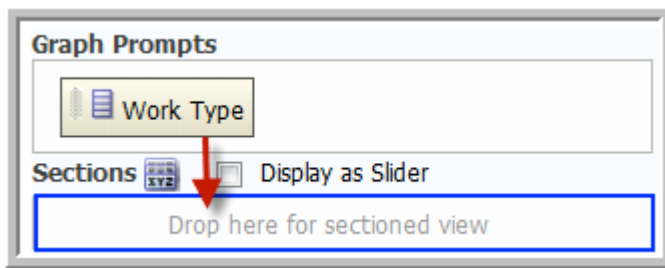 Graph Prompts
Work Type
Sections Display as Slider
Drop here for sectioned view